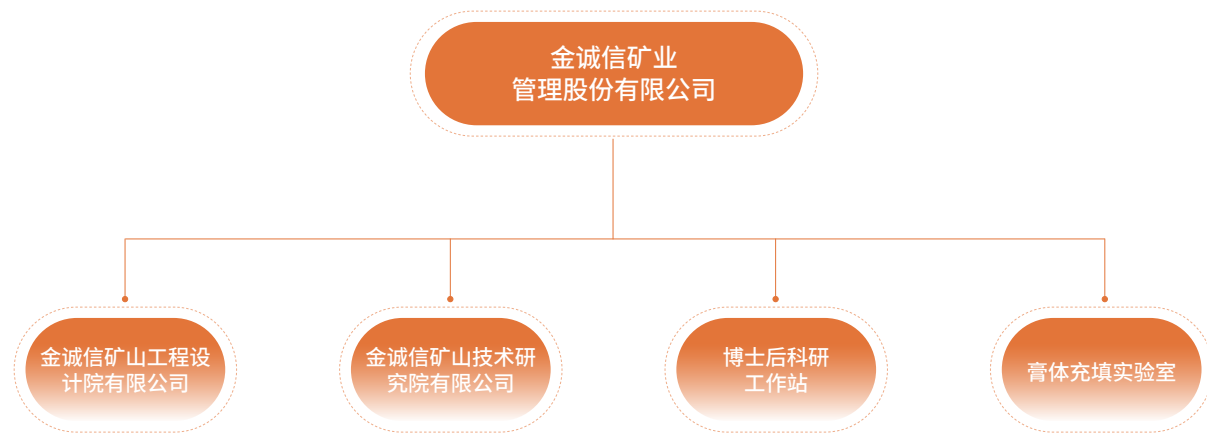 金诚信矿业
管理股份有限公司
金诚信矿山工程设
计院有限公司
金诚信矿山技术研
究院有限公司
博士后科研
工作站
膏体充填实验室